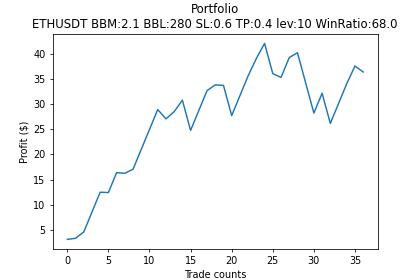 Portfolio
ETHUSDT BBM:2.1 BBL:280 SL:0.6 TP:0.4 lev:10 WinRatio:68.0
Profit ($)
40
35
30
25
20
15
10
5
0 5 10 15 20 25 30 35
Trade counts